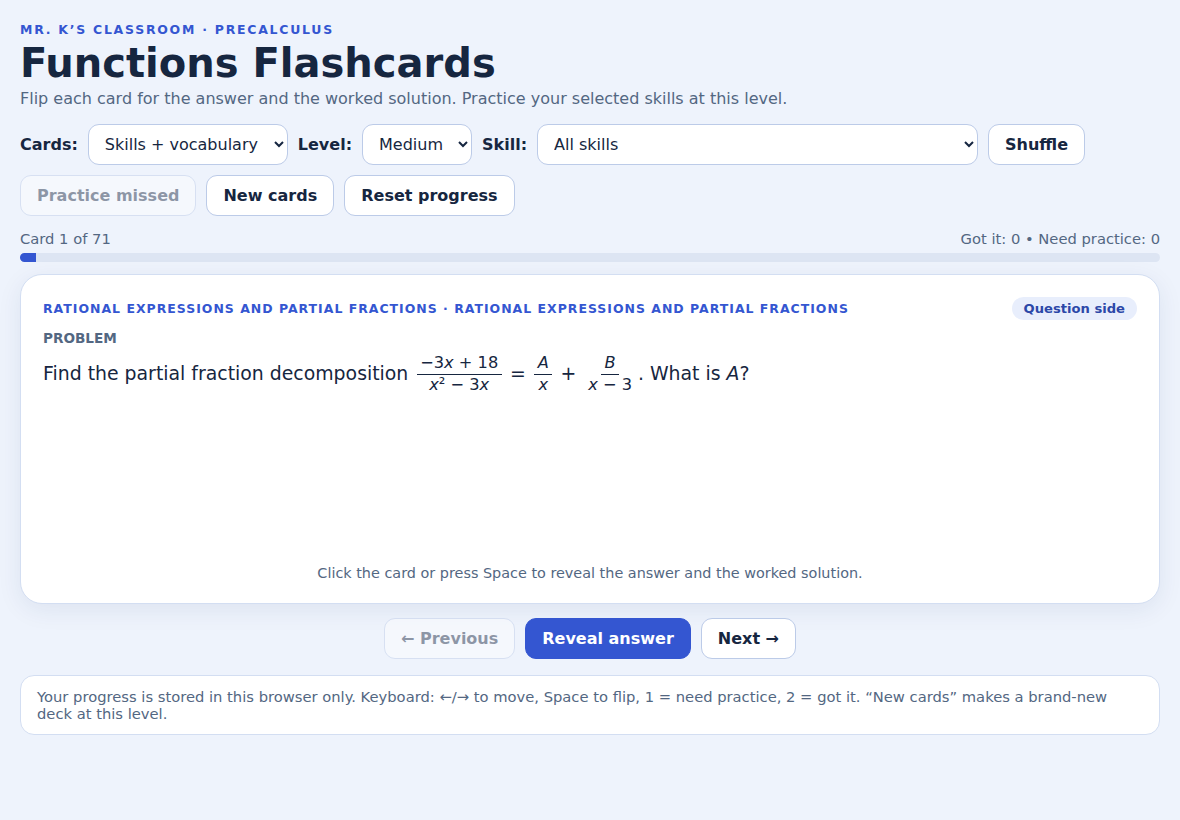 MR. K’S CLASSROOM · PRECALCULUS
Functions Flashcards
Flip each card for the answer and the worked solution. Practice your selected skills at this level.
Cards: Skills + vocabulary Level: Medium Skill: All skills Shuffle
Practice missed New cards Reset progress
Card 1 of 71 Got it: 0 • Need practice: 0
RATIONAL EXPRESSIONS AND PARTIAL FRACTIONS · RATIONAL EXPRESSIONS AND PARTIAL FRACTIONS Question side
PROBLEM
Find the partial fraction decomposition (−3x + 18)/(x² − 3x) = A/x + B/(x − 3). What is A?
Click the card or press Space to reveal the answer and the worked solution.
← Previous Reveal answer Next →
Your progress is stored in this browser only. Keyboard: ←/→ to move, Space to flip, 1 = need practice, 2 = got it. “New cards” makes a brand-new
deck at this level.